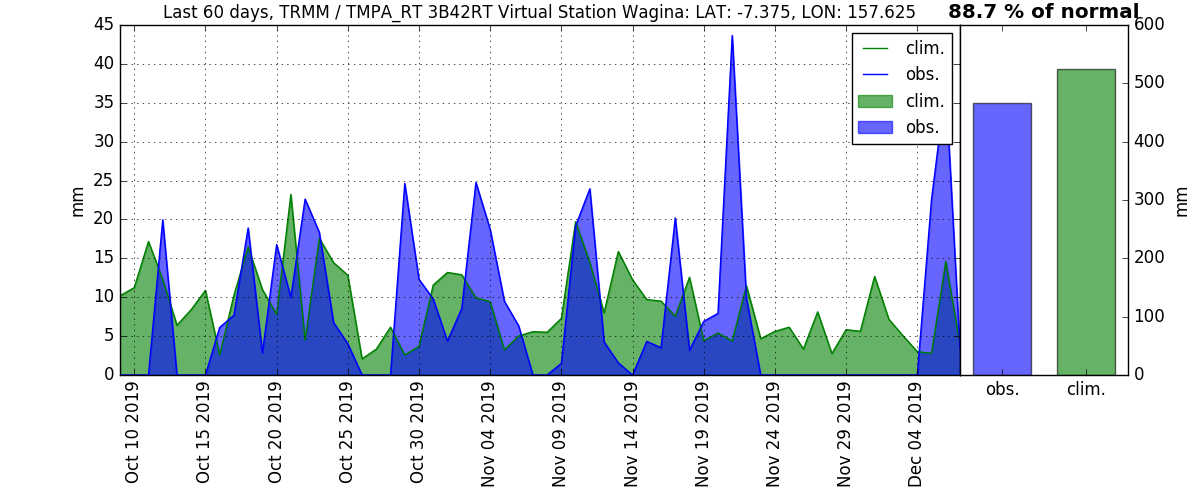 Last 60 days, TRMM / TMPA_RT 3B42RT Virtual Station Wagina: LAT: -7.375, LON: 157.625
88.7 % of normal
45
40
35
30
25
20
15
10
5
0
mm
clim.
obs.
clim.
obs.
600
500
400
300
200
100
0
mm
Oct 10 2019
Oct 15 2019
Oct 20 2019
Oct 25 2019
Oct 30 2019
Nov 04 2019
Nov 09 2019
Nov 14 2019
Nov 19 2019
Nov 24 2019
Nov 29 2019
Dec 04 2019
obs.
clim.